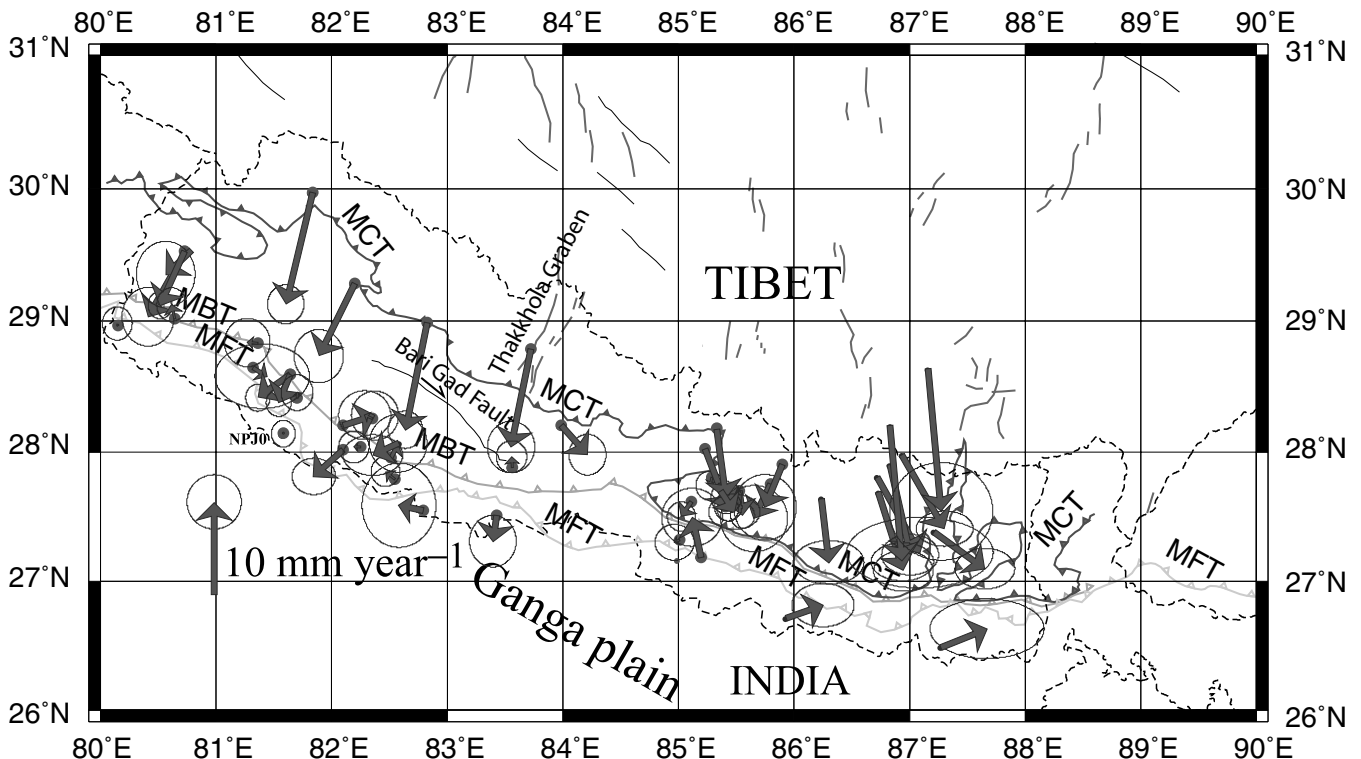 80˚E 81˚E 82˚E 83˚E 84˚E 85˚E 86˚E 87˚E 88˚E 89˚E 90˚E
31˚N 31˚N
30˚N 30˚N
MCT
Thakkhola Graben
TIBET
MBT
29˚N 29˚N
MFT
Bari Gad Fault
MCT
NPJ0
28˚N 28˚N
MBT
MCT
MFT
MFT
10 mm year–1
MFT
MCT
27˚N 27˚N
Ganga plain
INDIA
26˚N 26˚N
80˚E 81˚E 82˚E 83˚E 84˚E 85˚E 86˚E 87˚E 88˚E 89˚E 90˚E